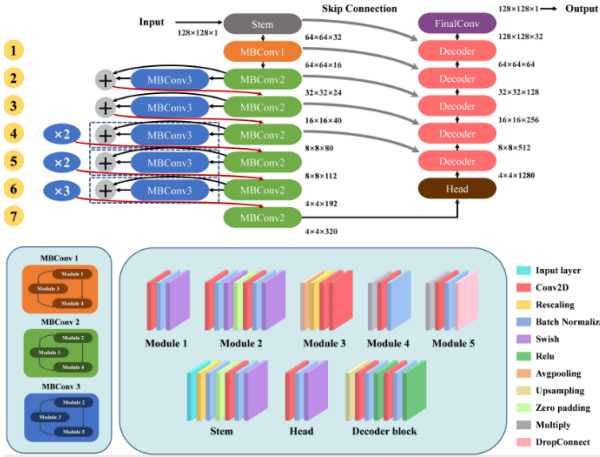 Input
128×128×1
Stem
Skip Connection
FinalConv
128×128×1
Output
64×64×32
128×128×32
1
MBConv1
Decoder
64×64×16
64×64×64
2
+
MBConv3
MBConv2
Decoder
32×32×24
32×32×128
3
+
MBConv3
MBConv2
Decoder
16×16×40
16×16×256
4
×2
+
MBConv3
MBConv2
Decoder
8×8×80
8×8×512
5
×2
+
MBConv3
MBConv2
Decoder
8×8×112
4×4×1280
6
×3
+
MBConv3
MBConv2
Head
4×4×192
7
MBConv2
4×4×320
MBConv 1
Module 1
Module 3
Module 4
MBConv 2
Module 2
Module 3
Module 4
MBConv 3
Module 2
Module 3
Module 5
Module 1
Module 2
Module 3
Module 4
Module 5
Stem
Head
Decoder block
Input layer
Conv2D
Rescaling
Batch Normaliza
Swish
Relu
Avgpooling
Upsampling
Zero padding
Multiply
DropConnect